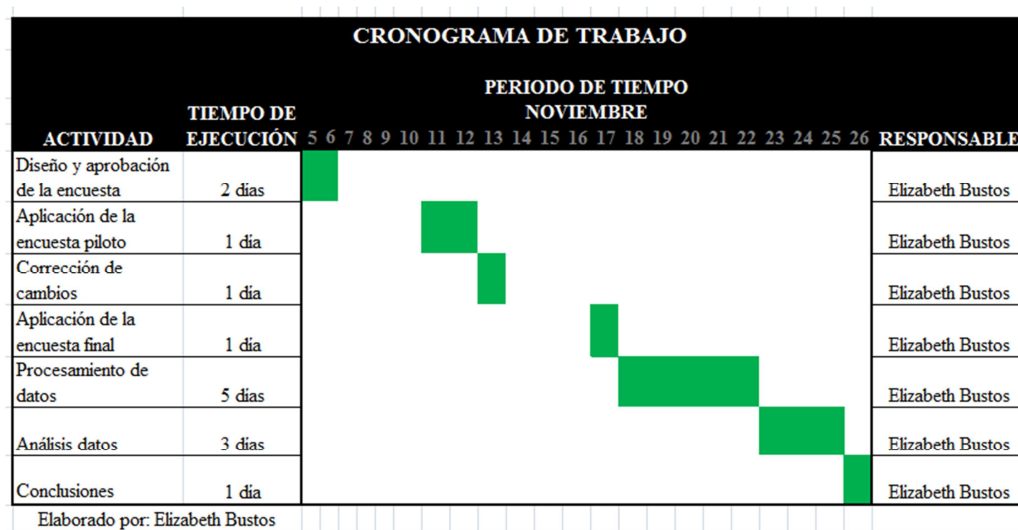 CRONOGRAMA DE TRABAJO
PERIODO DE TIEMPO
NOVIEMBRE
ACTIVIDAD
TIEMPO DE
EJECUCIÓN
5 6 7 8 9 10 11 12 13 14 15 16 17 18 19 20 21 22 23 24 25 26
RESPONSABLE
Diseño y aprobación
de la encuesta
2 días
Elizabeth Bustos
Aplicación de la
encuesta piloto
1 día
Elizabeth Bustos
Corrección de
cambios
1 día
Elizabeth Bustos
Aplicación de la
encuesta final
1 día
Elizabeth Bustos
Procesamiento de
datos
5 días
Elizabeth Bustos
Análisis datos
3 días
Elizabeth Bustos
Conclusiones
1 día
Elizabeth Bustos
Elaborado por: Elizabeth Bustos